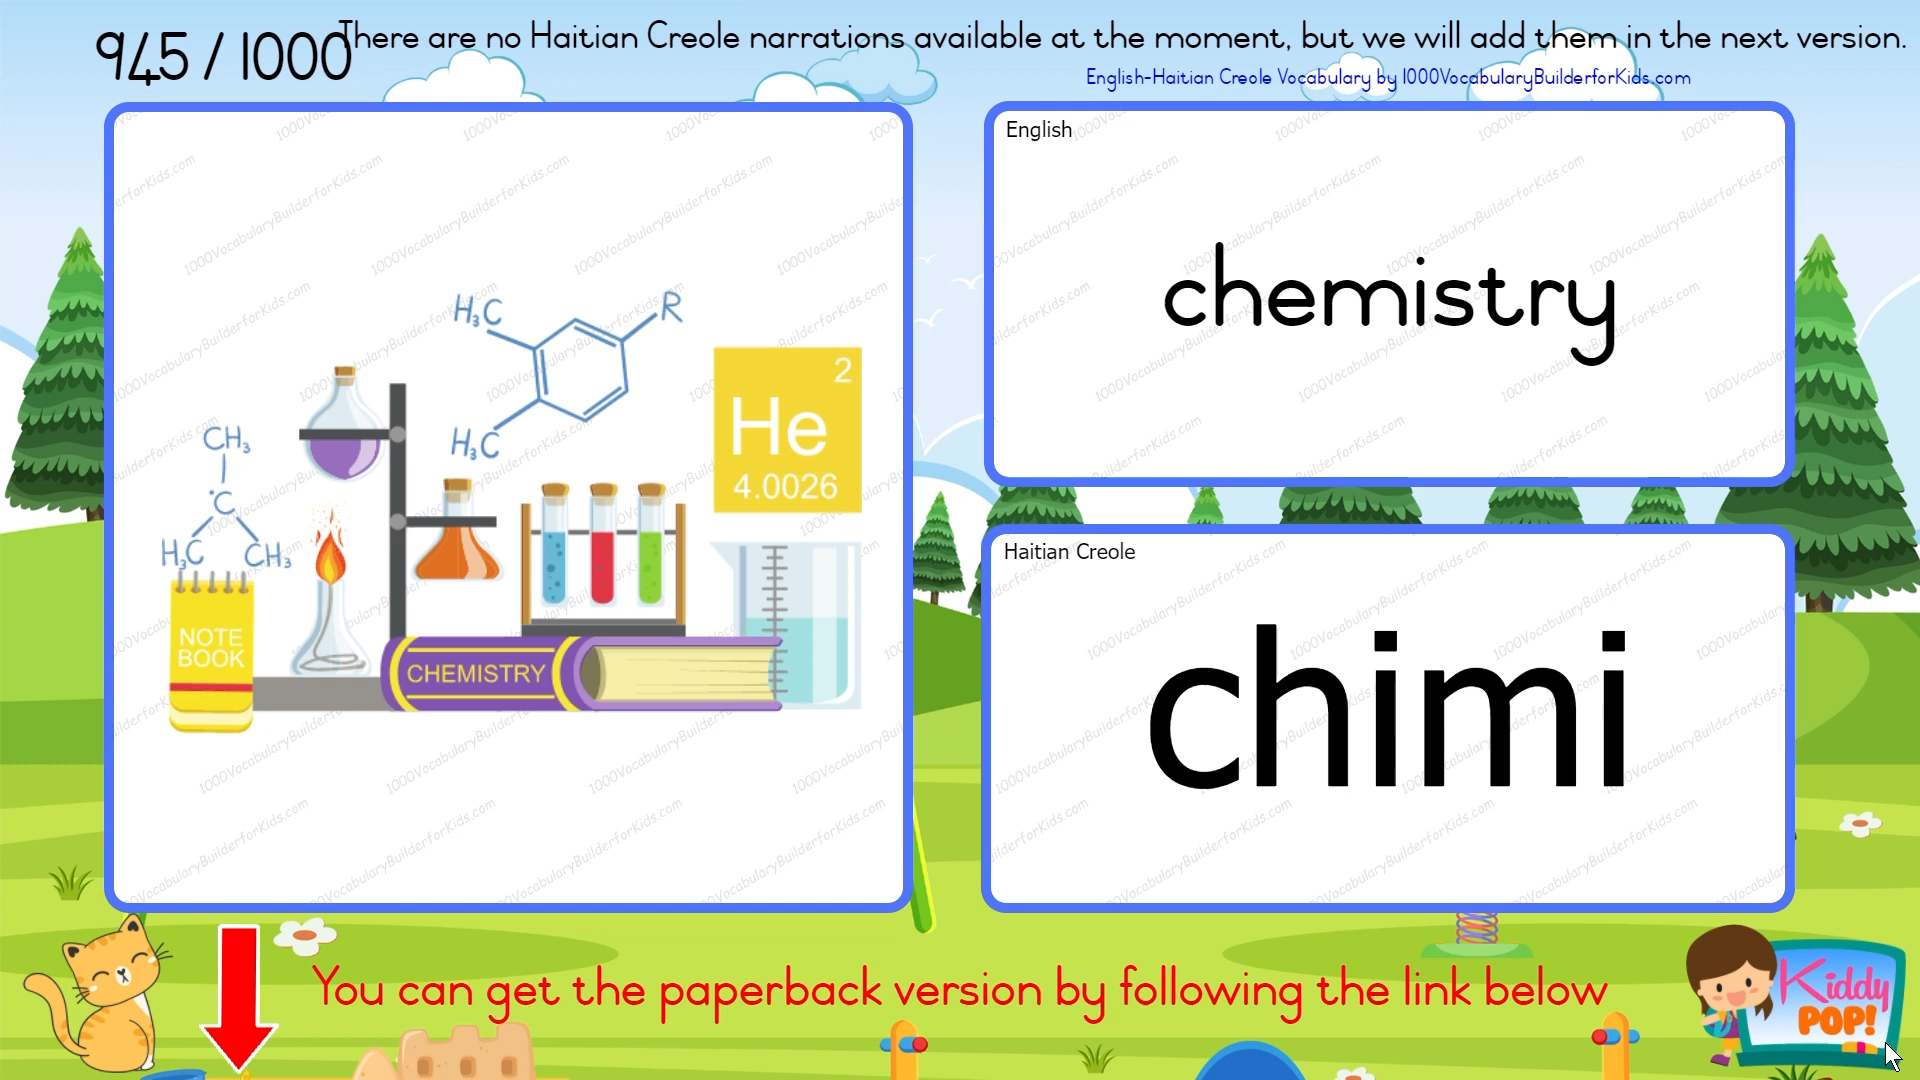 945 / 1000
There are no Haitian Creole narrations available at the moment, but we will add them in the next version.
English-Haitian Creole Vocabulary by 1000VocabularyBuilderforKids.com
English
chemistry
Haitian Creole
chimi
H₃C
R
H₃C
CH₃
C
H₃C
CH₃
2
He
4.0026
NOTE
BOOK
CHEMISTRY
1000VocabularyBuilderforKids.com
You can get the paperback version by following the link below
Kiddy
POP!